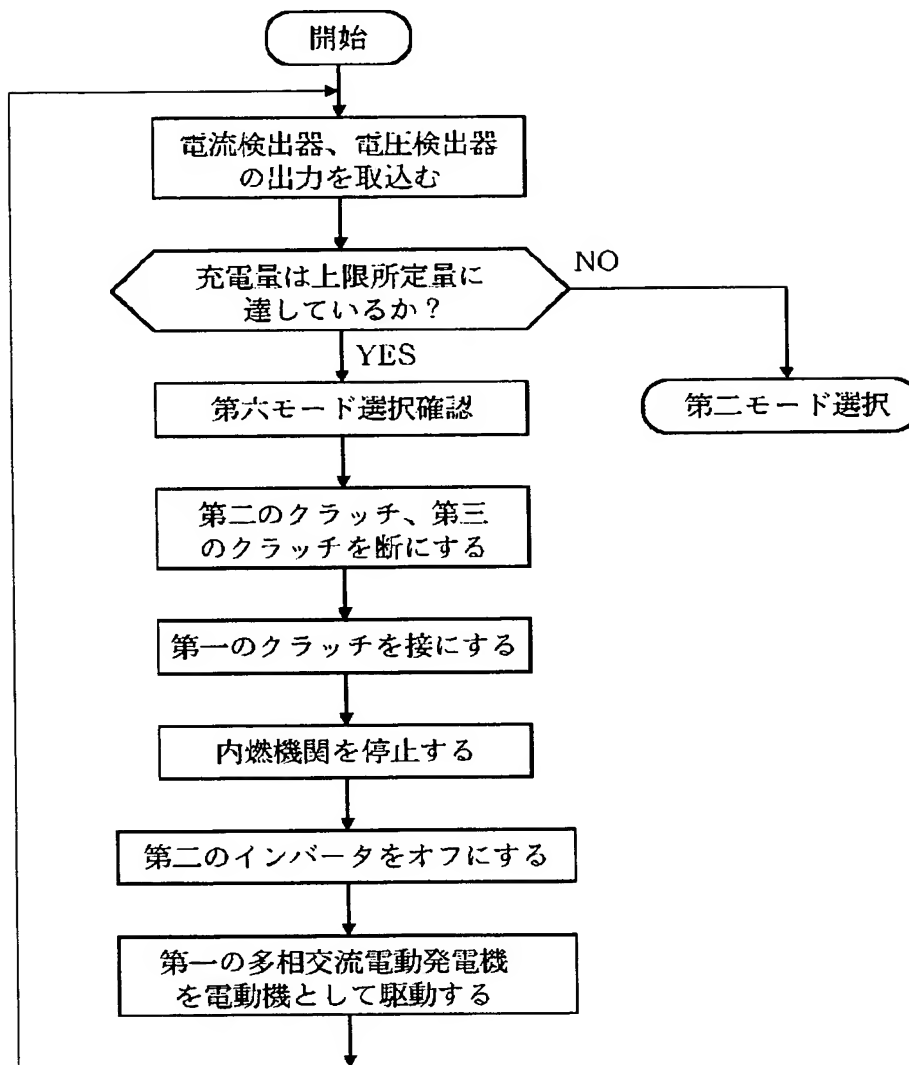 開始
電流検出器、電圧検出器
の出力を取込む
充電量は上限所定量に
達しているか？
NO
YES
第六モード選択確認
第二モード選択
第二のクラッチ、第三
のクラッチを断にする
第一のクラッチを接にする
内燃機関を停止する
第二のインバータをオフにする
第一の多相交流電動発電機
を電動機として駆動する